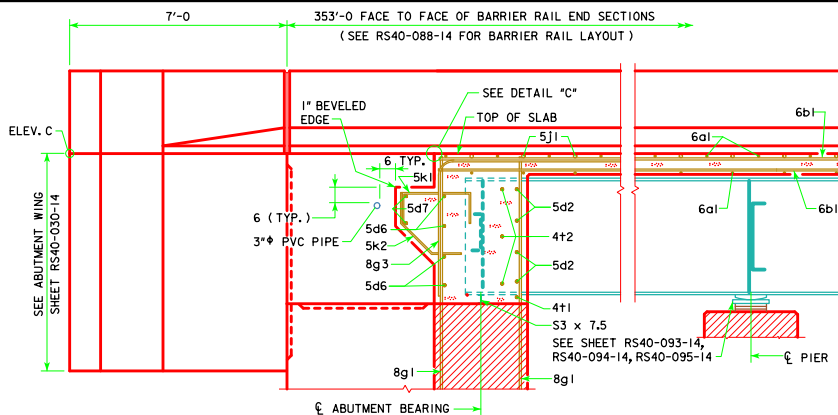 7'-0
353'-0 FACE TO FACE OF BARRIER RAIL END SECTIONS
(SEE RS40-088-14 FOR BARRIER RAIL LAYOUT)
1" BEVELED
EDGE
SEE DETAIL "C"
TOP OF SLAB
ELEV. C
6 TYP.
5j1
6a1
6b1
5k1
5d7
6 (TYP.)
3"ϕ PVC PIPE
5d6
5k2
8g3
5d6
5d2
4t2
5d2
4t1
6a1
6b1
S3 x 7.5
SEE SHEET RS40-093-14,
RS40-094-14, RS40-095-14
SEE ABUTMENT WING
SHEET RS40-030-14
8g1
8g1
℄ PIER
℄ ABUTMENT BEARING